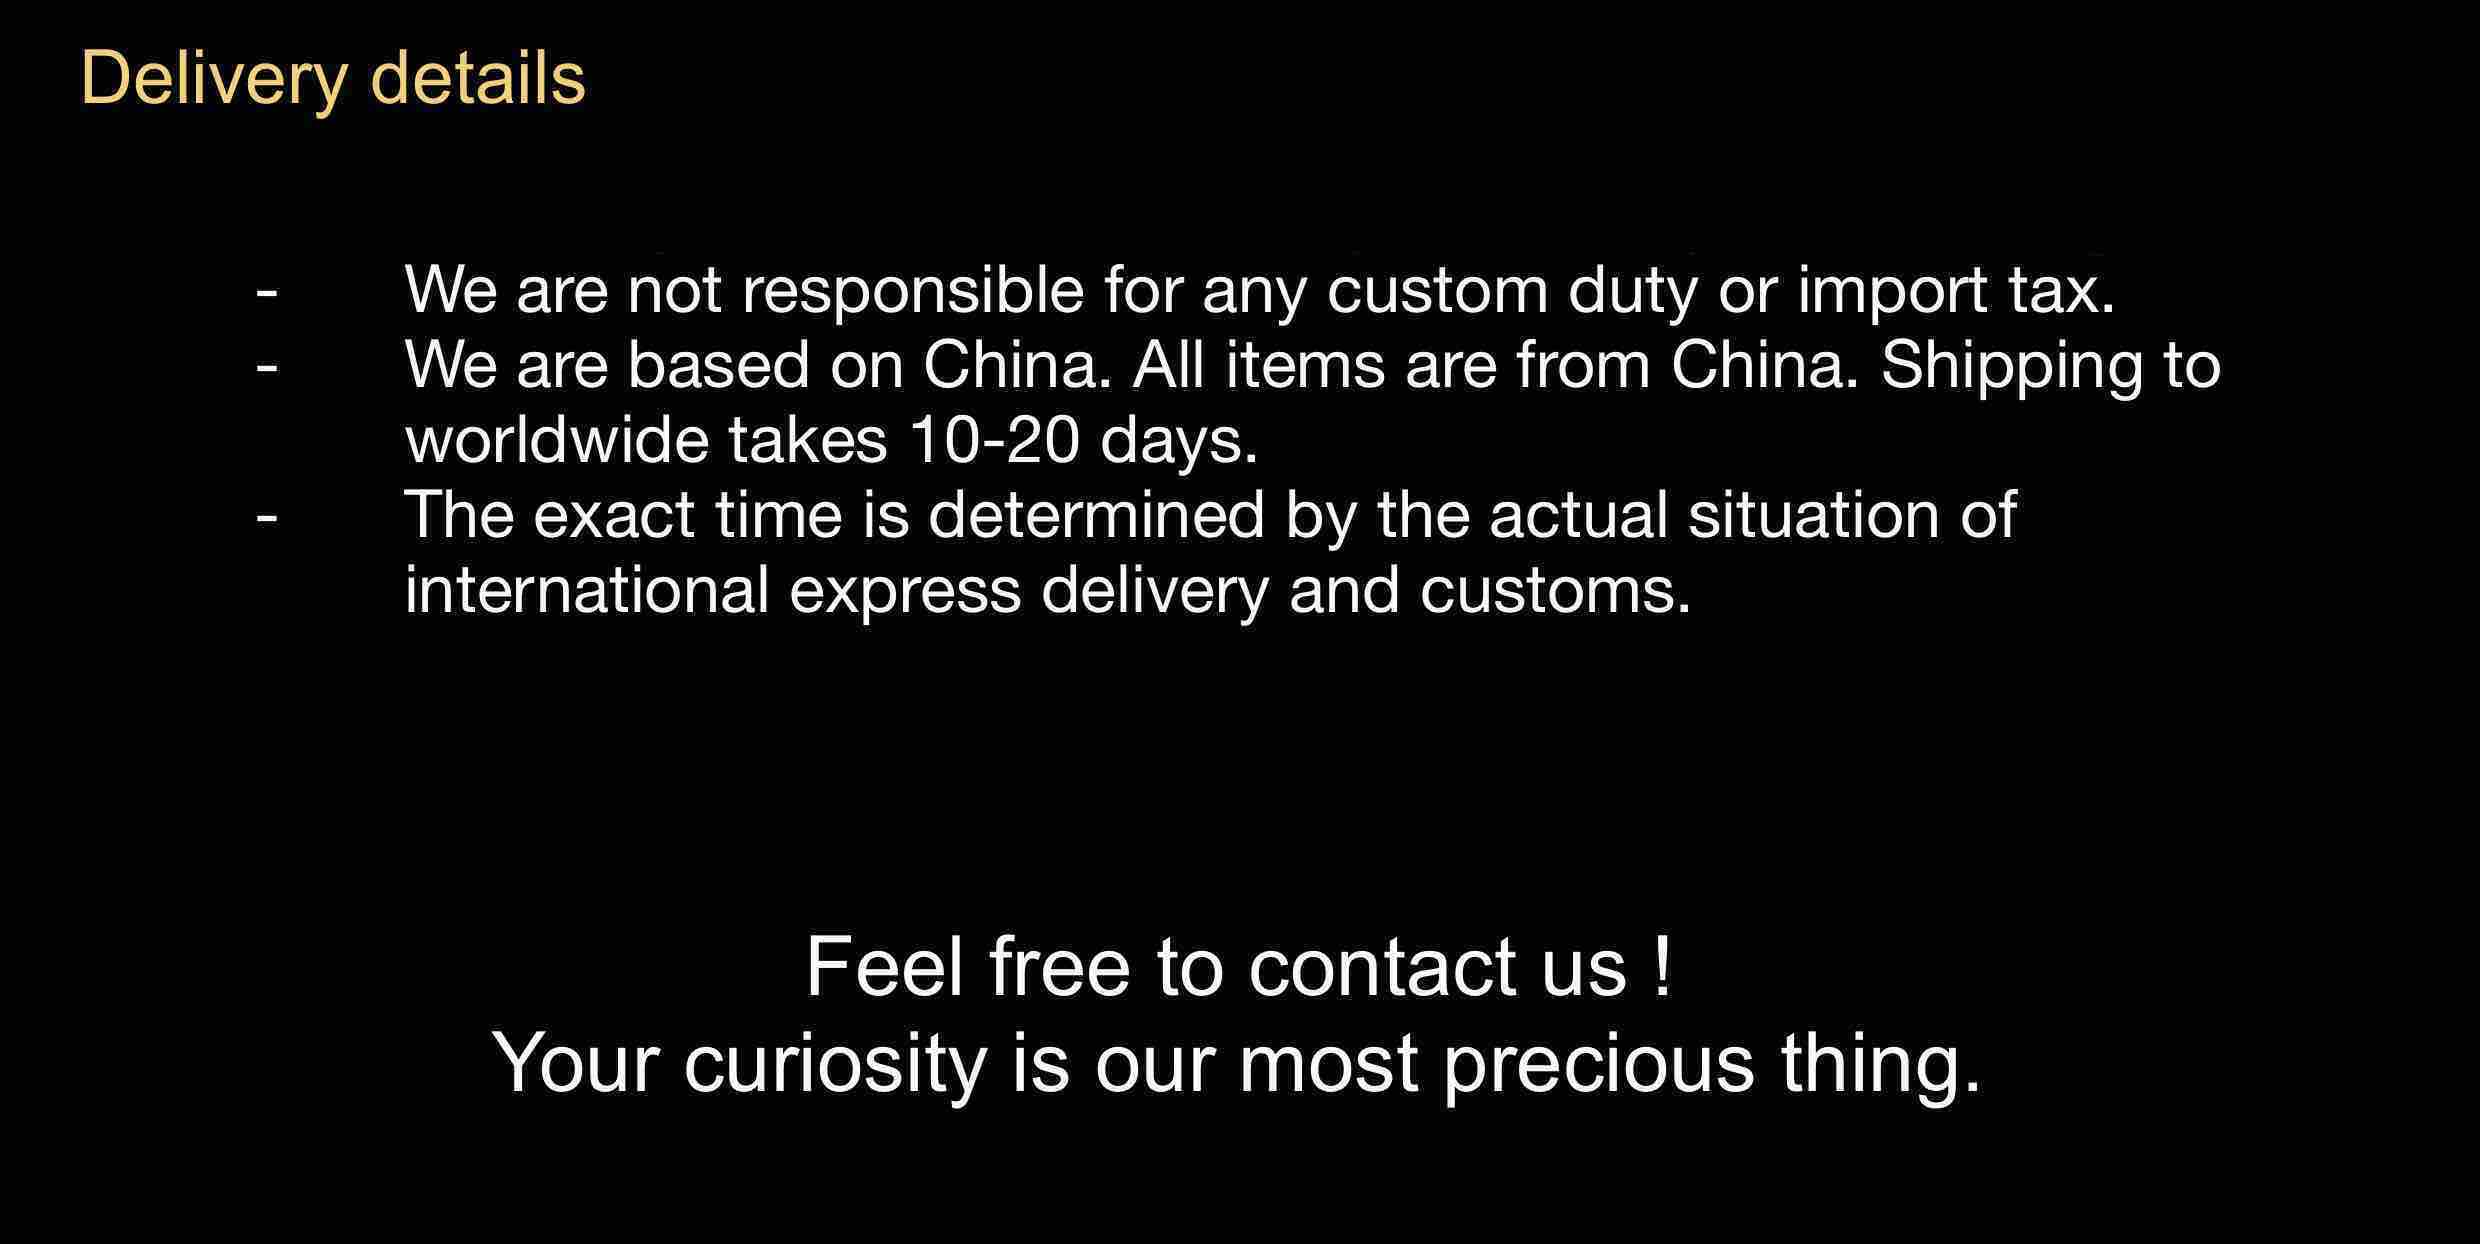 Delivery details
- We are not responsible for any custom duty or import tax.
- We are based on China. All items are from China. Shipping to
worldwide takes 10-20 days.
- The exact time is determined by the actual situation of
international express delivery and customs.
Feel free to contact us !
Your curiosity is our most precious thing.